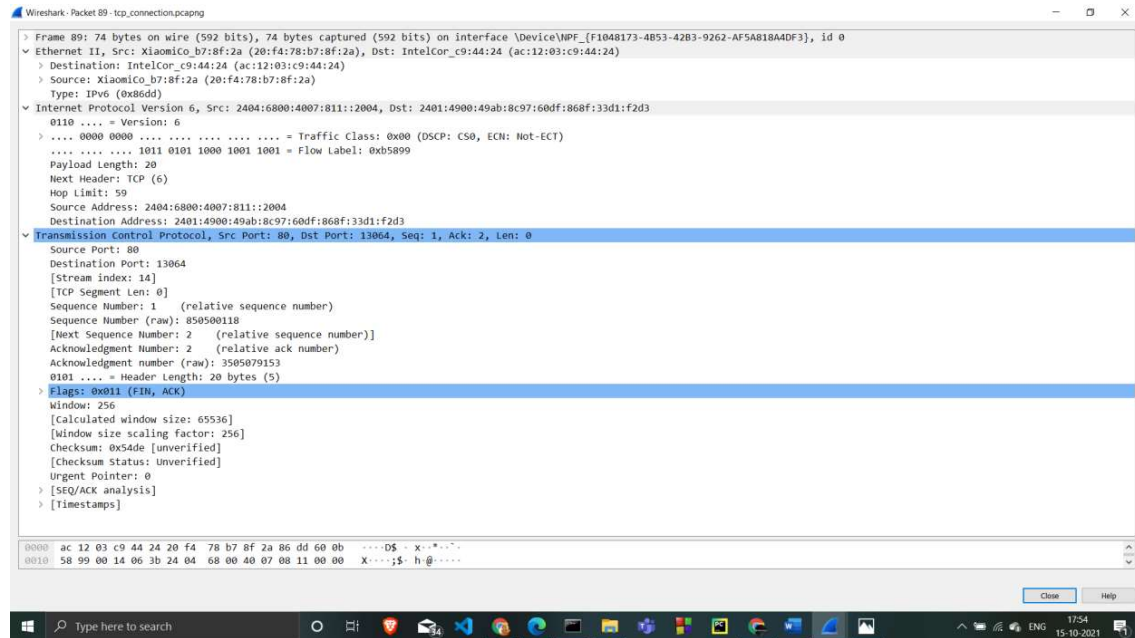 Wireshark · Packet 89 · tcp_connection.pcapng
> Frame 89: 74 bytes on wire (592 bits), 74 bytes captured (592 bits) on interface \Device\NPF_{F1048173-4B53-42B3-9262-AF5A818A4DF3}, id 0
Ethernet II, Src: XiaomiCo_b7:8f:2a (20:f4:78:b7:8f:2a), Dst: IntelCor_c9:44:24 (ac:12:03:c9:44:24)
> Destination: IntelCor_c9:44:24 (ac:12:03:c9:44:24)
> Source: XiaomiCo_b7:8f:2a (20:f4:78:b7:8f:2a)
Type: IPv6 (0x86dd)
Internet Protocol Version 6, Src: 2404:6800:4007:811::2004, Dst: 2401:4900:49ab:8c97:60df:868f:33d1:f2d3
0110 .... = Version: 6
> .... 0000 0000 .... .... .... .... .... = Traffic Class: 0x00 (DSCP: CS0, ECN: Not-ECT)
.... .... .... 1011 0101 1000 1001 1001 = Flow Label: 0xb5899
Payload Length: 20
Next Header: TCP (6)
Hop Limit: 59
Source Address: 2404:6800:4007:811::2004
Destination Address: 2401:4900:49ab:8c97:60df:868f:33d1:f2d3
Transmission Control Protocol, Src Port: 80, Dst Port: 13064, Seq: 1, Ack: 2, Len: 0
Source Port: 80
Destination Port: 13064
[Stream index: 14]
[TCP Segment Len: 0]
Sequence Number: 1    (relative sequence number)
Sequence Number (raw): 850500118
[Next Sequence Number: 2    (relative sequence number)]
Acknowledgment Number: 2    (relative ack number)
Acknowledgment number (raw): 3505079153
0101 .... = Header Length: 20 bytes (5)
> Flags: 0x011 (FIN, ACK)
Window: 256
[Calculated window size: 65536]
[Window size scaling factor: 256]
Checksum: 0x54de [unverified]
[Checksum Status: Unverified]
Urgent Pointer: 0
> [SEQ/ACK analysis]
> [Timestamps]
0000  ac 12 03 c9 44 24 20 f4  78 b7 8f 2a 86 dd 60 0b   ····D$ · x··*··`·
0010  58 99 00 14 06 3b 24 04  68 00 40 07 08 11 00 00   X····;$· h·@·····
Close Help
Type here to search
34
ENG
17:54
15-10-2021